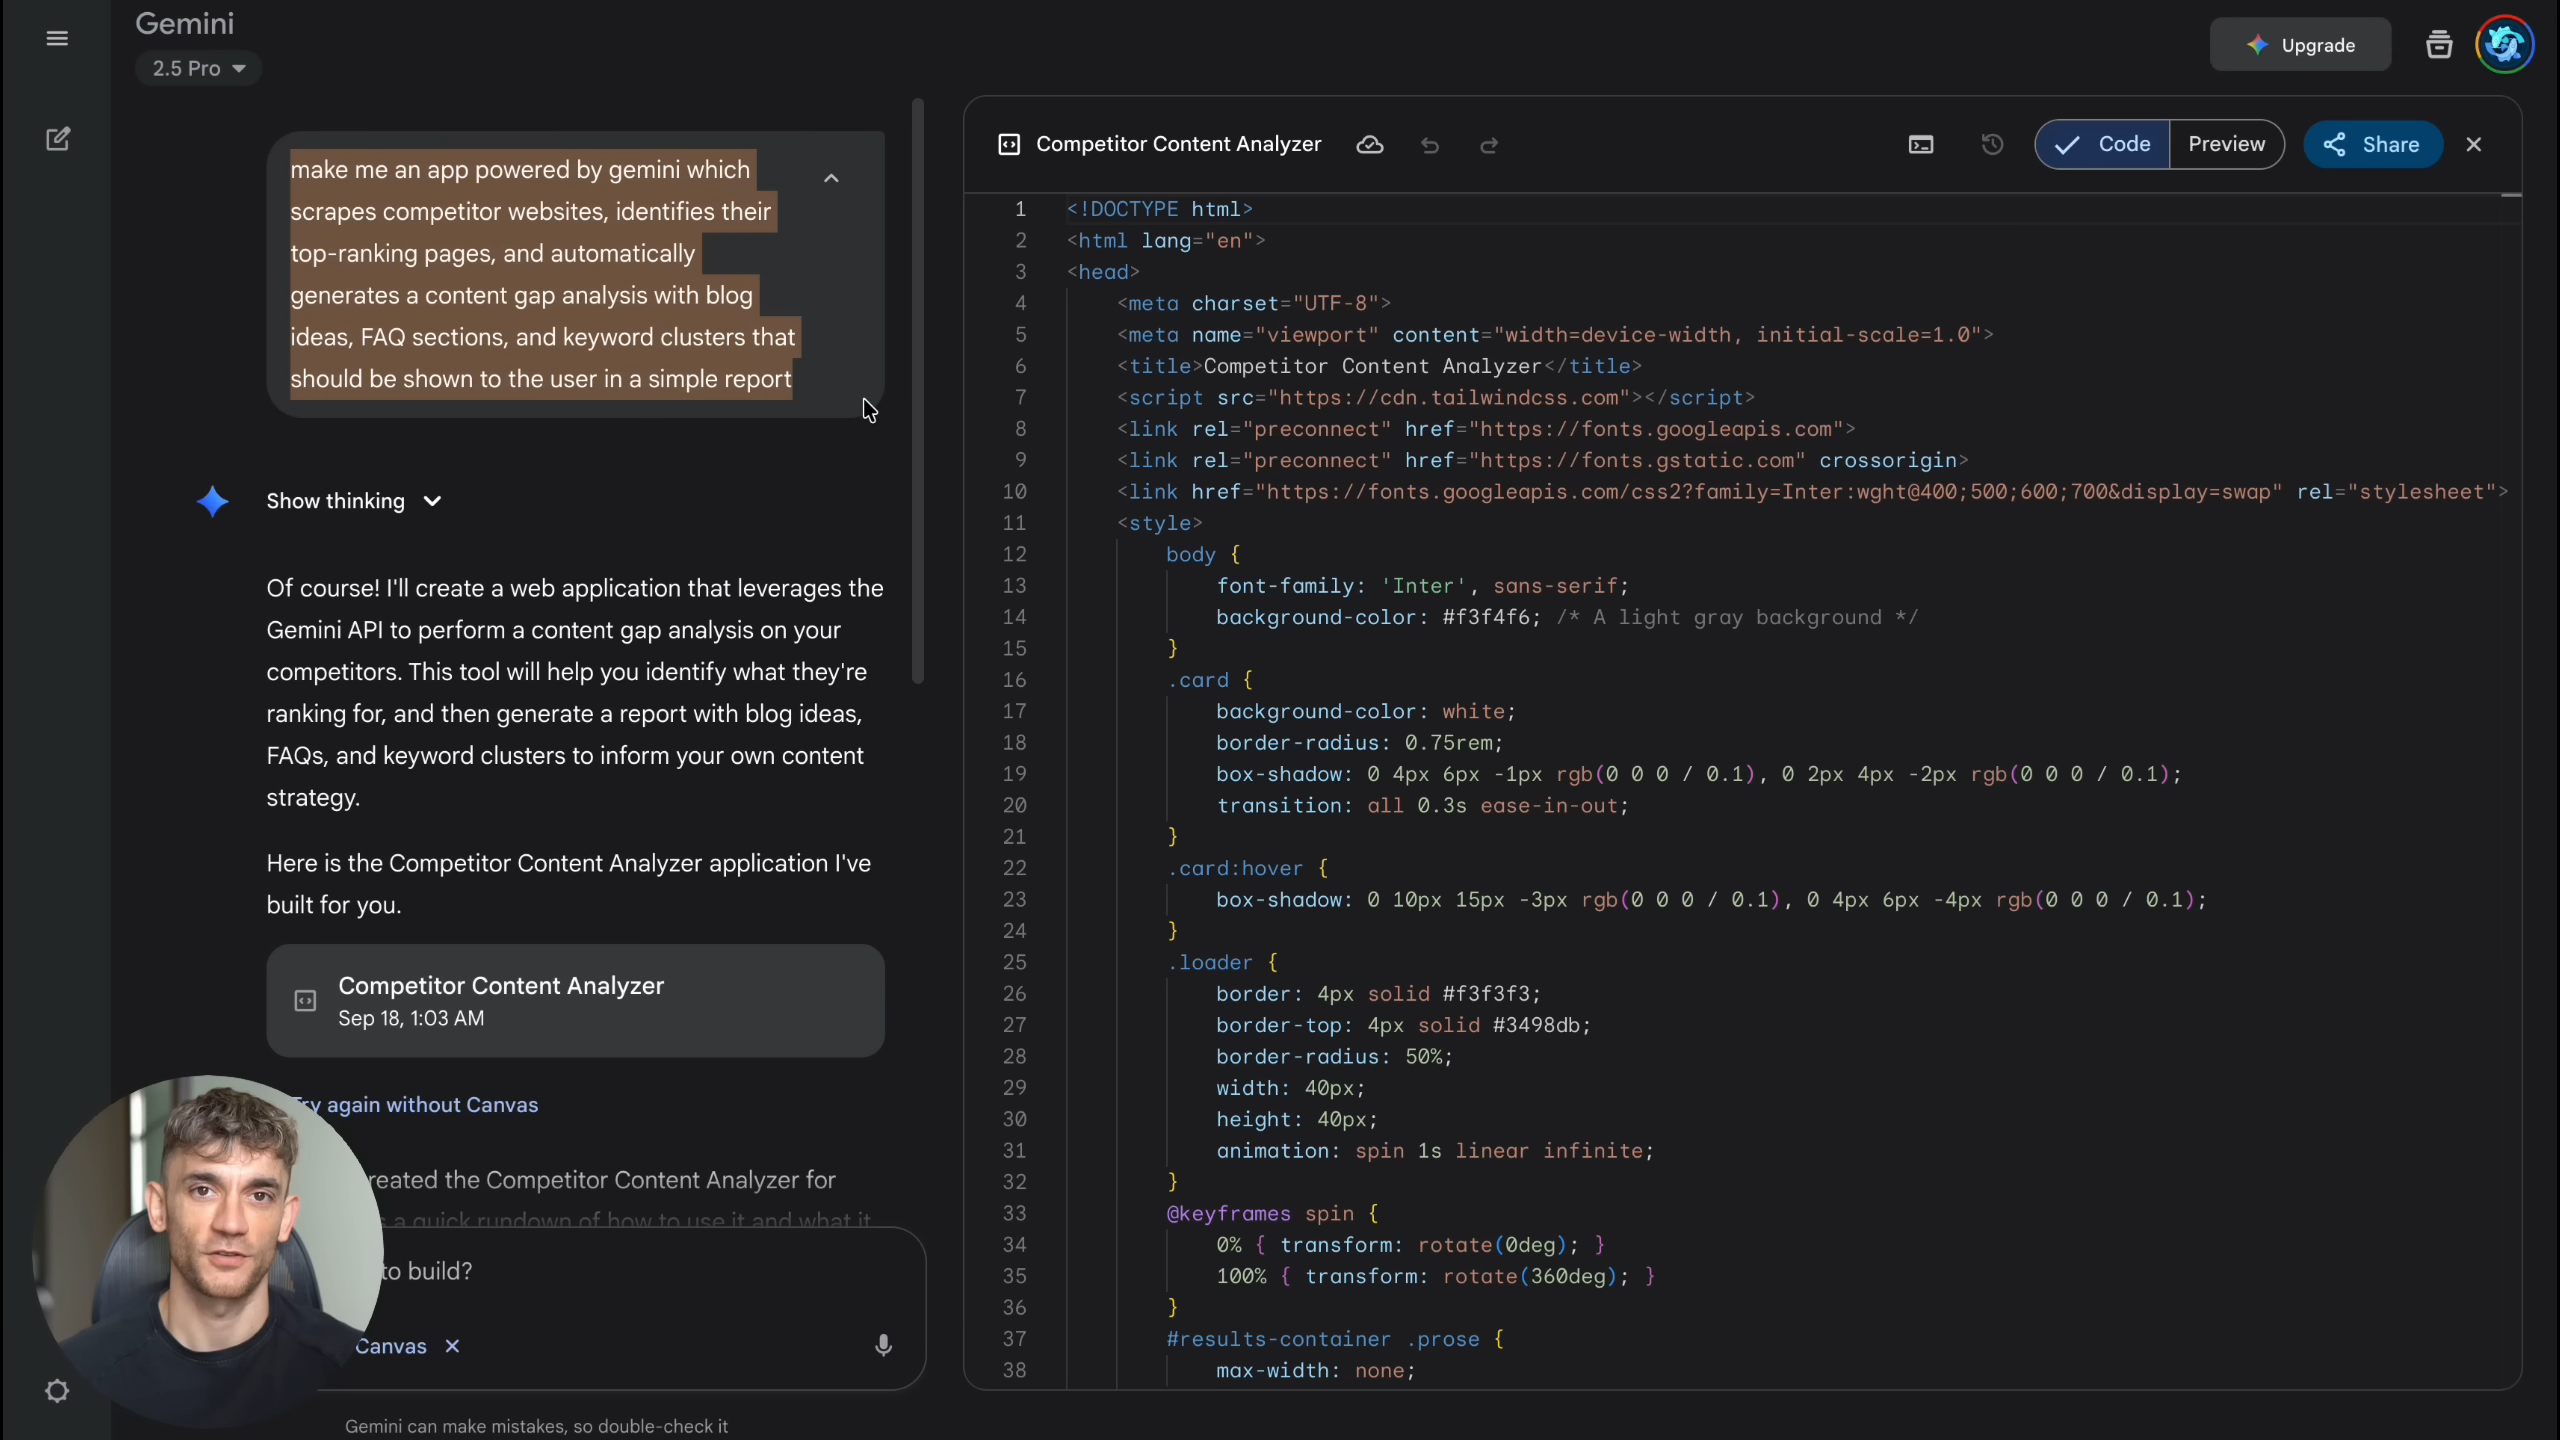 Gemini
2.5 Pro
Upgrade
make me an app powered by gemini which
scrapes competitor websites, identifies their
top-ranking pages, and automatically
generates a content gap analysis with blog
ideas, FAQ sections, and keyword clusters that
should be shown to the user in a simple report
Show thinking
Of course! I'll create a web application that leverages the
Gemini API to perform a content gap analysis on your
competitors. This tool will help you identify what they're
ranking for, and then generate a report with blog ideas,
FAQs, and keyword clusters to inform your own content
strategy.
Here is the Competitor Content Analyzer application I've
built for you.
Competitor Content Analyzer
Sep 18, 1:03 AM
Try again without Canvas
reated the Competitor Content Analyzer for
s a quick rundown of how to use it and what it
to build?
Canvas
Gemini can make mistakes, so double-check it
Competitor Content Analyzer
Code
Preview
Share
1 <!DOCTYPE html>
2 <html lang="en">
3 <head>
4 <meta charset="UTF-8">
5 <meta name="viewport" content="width=device-width, initial-scale=1.0">
6 <title>Competitor Content Analyzer</title>
7 <script src="https://cdn.tailwindcss.com"></script>
8 <link rel="preconnect" href="https://fonts.googleapis.com">
9 <link rel="preconnect" href="https://fonts.gstatic.com" crossorigin>
10 <link href="https://fonts.googleapis.com/css2?family=Inter:wght@400;500;600;700&display=swap" rel="stylesheet">
11 <style>
12 body {
13 font-family: 'Inter', sans-serif;
14 background-color: #f3f4f6; /* A light gray background */
15 }
16 .card {
17 background-color: white;
18 border-radius: 0.75rem;
19 box-shadow: 0 4px 6px -1px rgb(0 0 0 / 0.1), 0 2px 4px -2px rgb(0 0 0 / 0.1);
20 transition: all 0.3s ease-in-out;
21 }
22 .card:hover {
23 box-shadow: 0 10px 15px -3px rgb(0 0 0 / 0.1), 0 4px 6px -4px rgb(0 0 0 / 0.1);
24 }
25 .loader {
26 border: 4px solid #f3f3f3;
27 border-top: 4px solid #3498db;
28 border-radius: 50%;
29 width: 40px;
30 height: 40px;
31 animation: spin 1s linear infinite;
32 }
33 @keyframes spin {
34 0% { transform: rotate(0deg); }
35 100% { transform: rotate(360deg); }
36 }
37 #results-container .prose {
38 max-width: none;